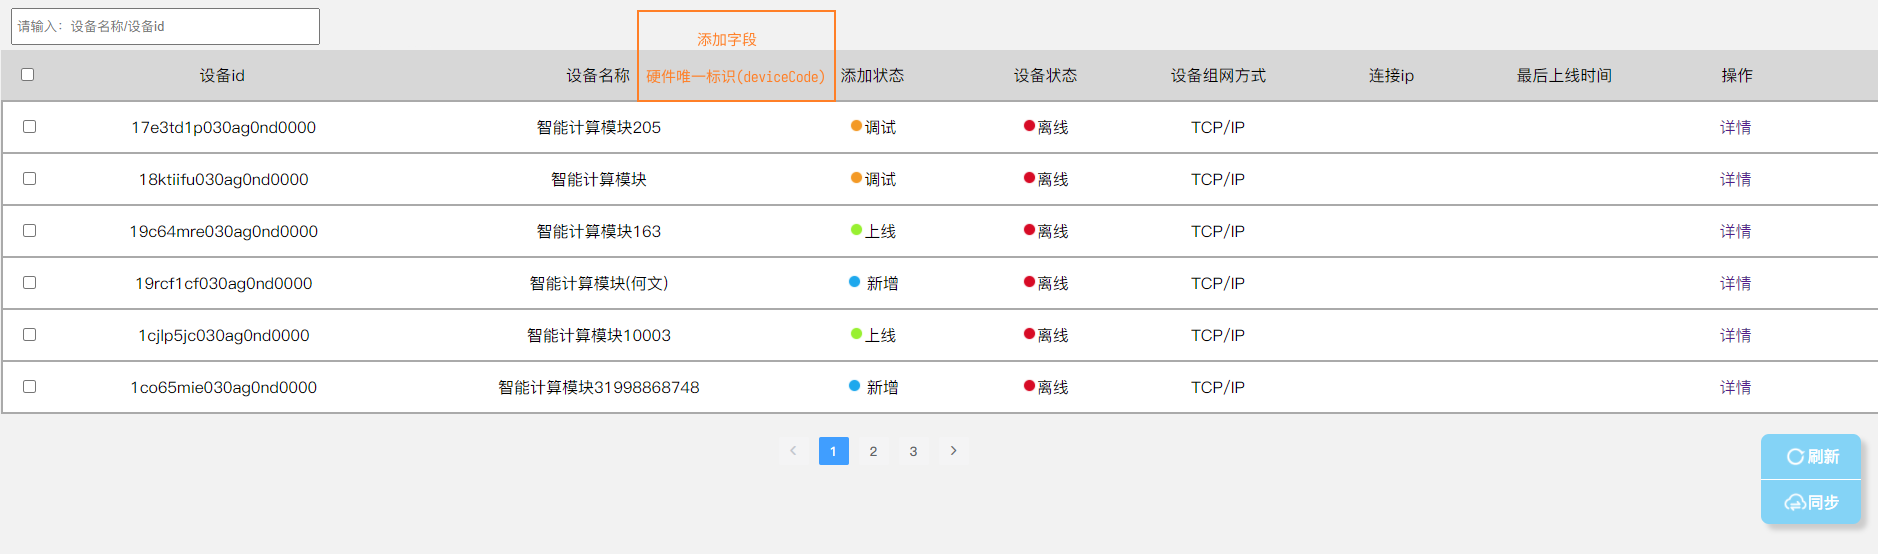 请输入：设备名称/设备id
添加字段
设备id 设备名称 硬件唯一标识(deviceCode) 添加状态 设备状态 设备组网方式 连接ip 最后上线时间 操作
17e3td1p030ag0nd0000 智能计算模块205 调试 离线 TCP/IP 详情
18ktiifu030ag0nd0000 智能计算模块 调试 离线 TCP/IP 详情
19c64mre030ag0nd0000 智能计算模块163 上线 离线 TCP/IP 详情
19rcf1cf030ag0nd0000 智能计算模块(何文) 新增 离线 TCP/IP 详情
1cjlp5jc030ag0nd0000 智能计算模块10003 上线 离线 TCP/IP 详情
1co65mie030ag0nd0000 智能计算模块31998868748 新增 离线 TCP/IP 详情
1 2 3
刷新
同步